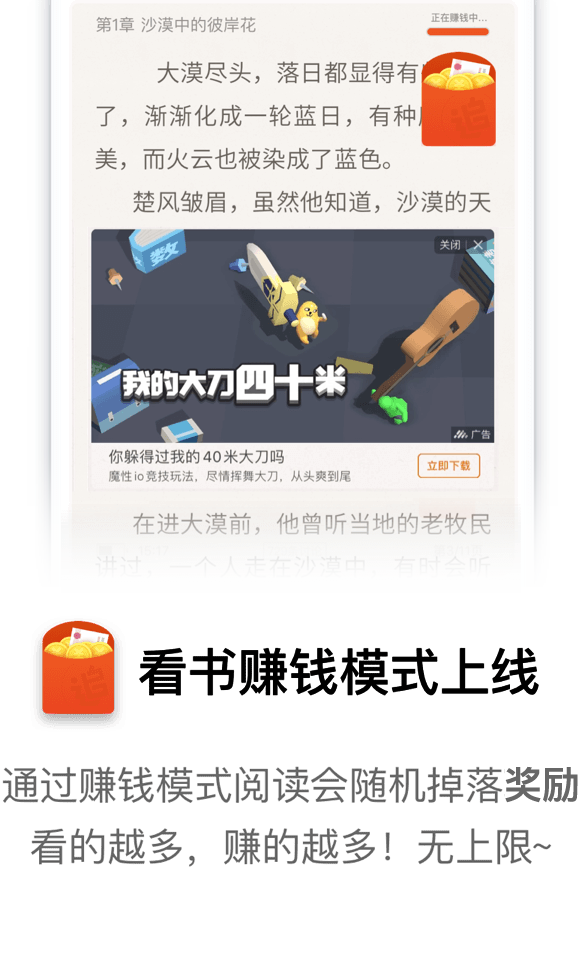 第1章 沙漠中的彼岸花
正在赚钱中...
大漠尽头，落日都显得有
了，渐渐化成一轮蓝日，有种
美，而火云也被染成了蓝色。
楚风皱眉，虽然他知道，沙漠的天
关闭
我的大刀四十米
广告
你躲得过我的40米大刀吗
魔性io竞技玩法，尽情挥舞大刀，从头爽到尾
立即下载
在进大漠前，他曾听当地的老牧民
讲过，一个人走在沙漠中，有时会听
追
看书赚钱模式上线
通过赚钱模式阅读会随机掉落奖励
看的越多，赚的越多！无上限~